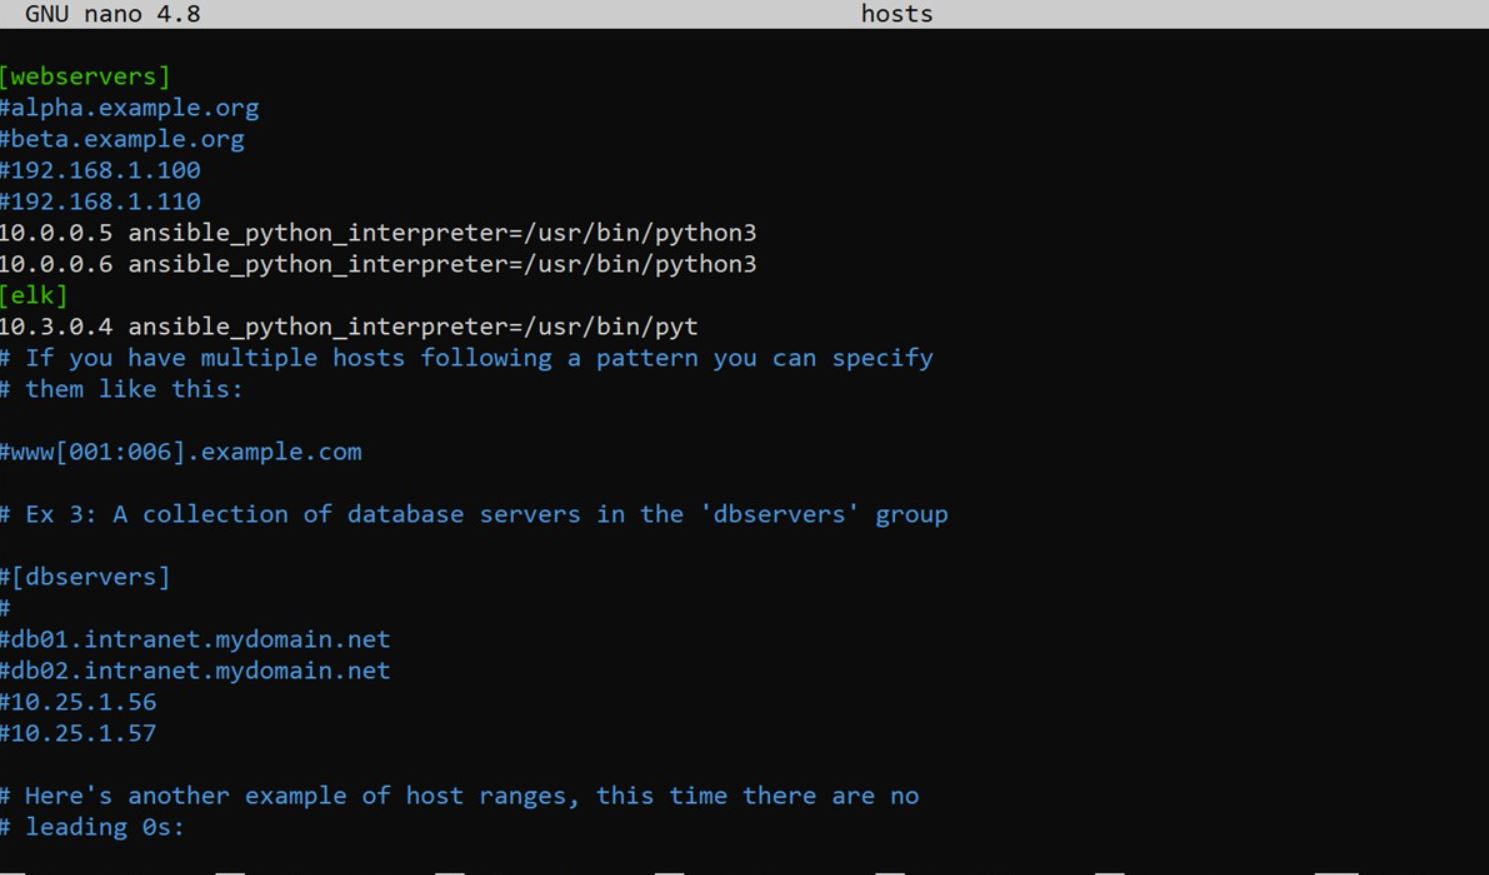 GNU nano 4.8 hosts
[webservers]
#alpha.example.org
#beta.example.org
#192.168.1.100
#192.168.1.110
10.0.0.5 ansible_python_interpreter=/usr/bin/python3
10.0.0.6 ansible_python_interpreter=/usr/bin/python3
[elk]
10.3.0.4 ansible_python_interpreter=/usr/bin/pyt
# If you have multiple hosts following a pattern you can specify
# them like this:
#www[001:006].example.com
# Ex 3: A collection of database servers in the 'dbservers' group
#[dbservers]
#
#db01.intranet.mydomain.net
#db02.intranet.mydomain.net
#10.25.1.56
#10.25.1.57
# Here's another example of host ranges, this time there are no
# leading 0s: